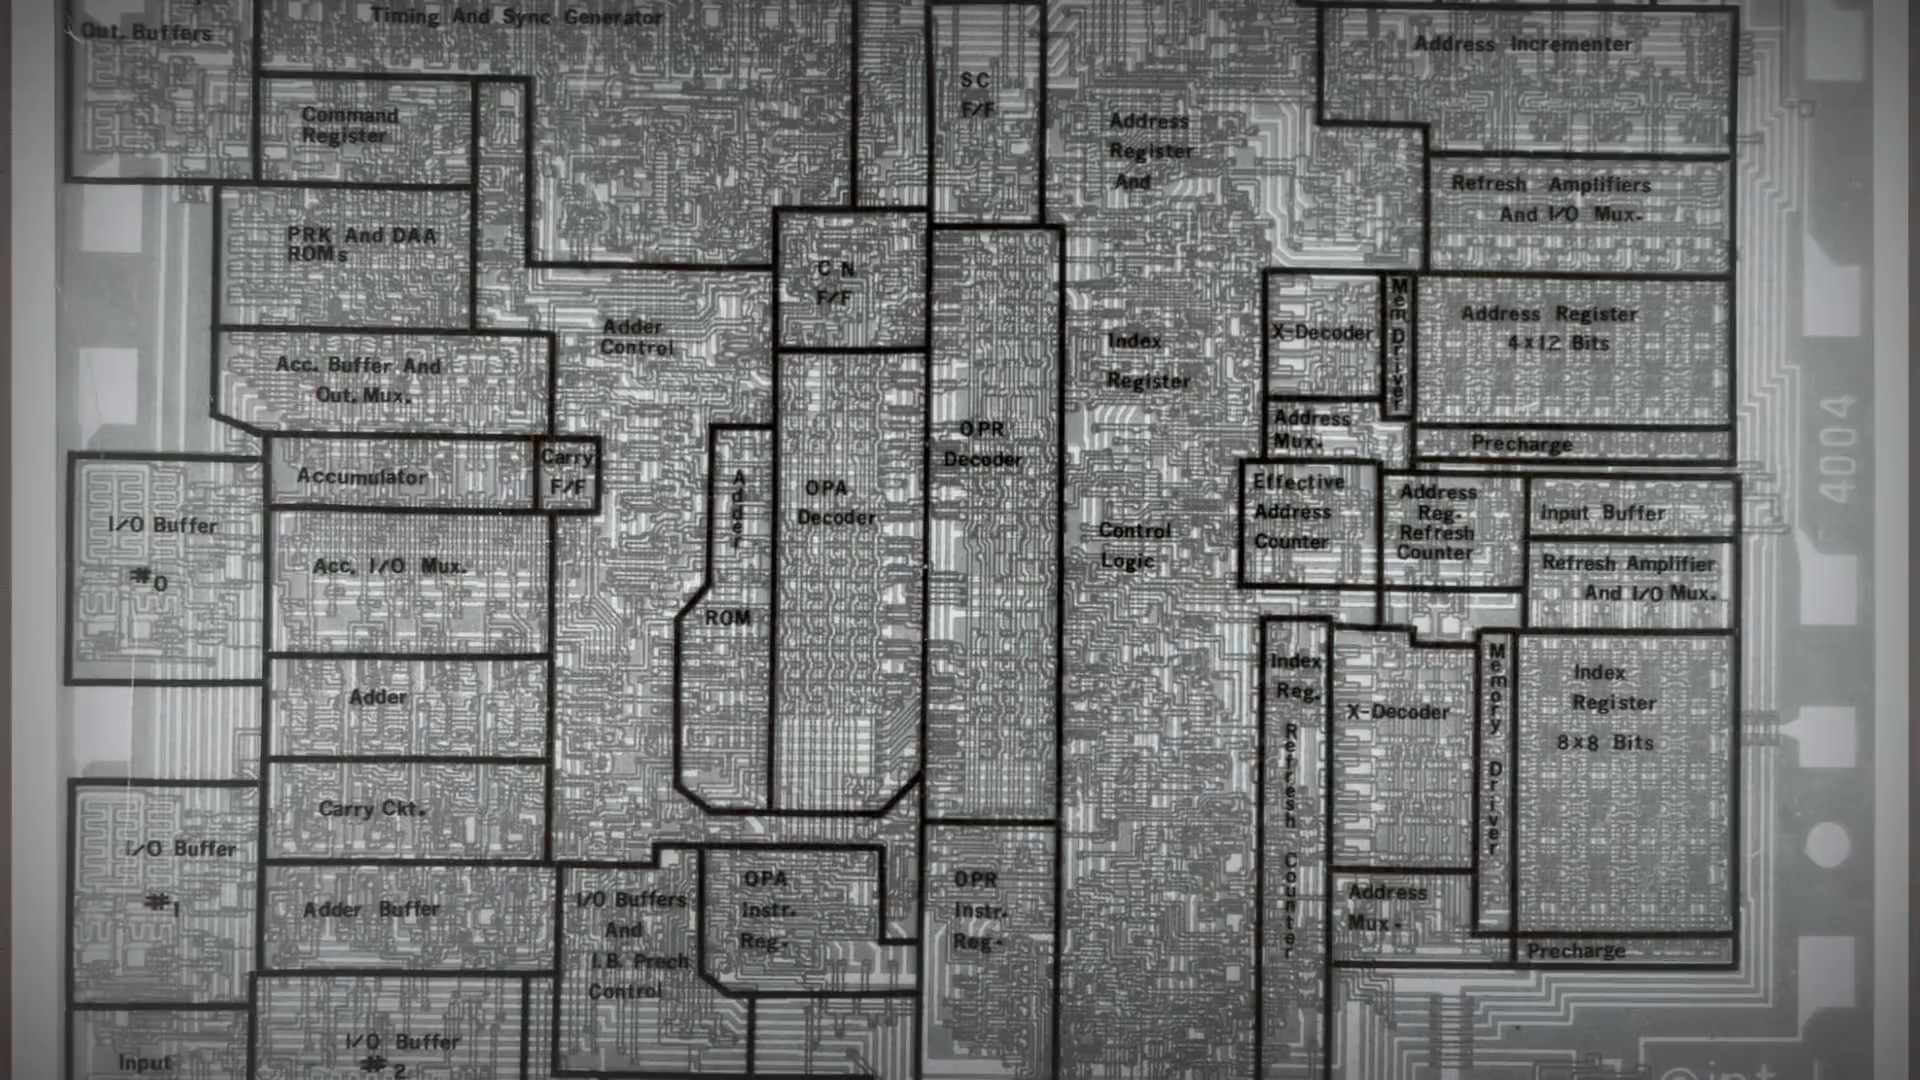 Timing And Sync Generator
Out. Buffers
Command
Register
SC
F/F
Address
Register
And
Address Incrementer
Refresh Amplifiers
And I/O Mux.
PRK And DAA
ROMs
CN
F/F
Adder
Control
Acc. Buffer And
Out. Mux.
Index
Register
X-Decoder
Mem Driver
Address Register
4x12 Bits
Address
Mux.
Precharge
Accumulator
Carry
F/F
Adder
ROM
OPA
Decoder
OPR
Decoder
Control
Logic
Effective
Address
Counter
Address
Reg.
Refresh
Counter
Input Buffer
Refresh Amplifier
And I/O Mux.
4004
I/O Buffer
#0
Acc. I/O Mux.
Adder
Carry Ckt.
Index
Reg.
Refresh Counter
X-Decoder
Memory Driver
Index
Register
8x8 Bits
I/O Buffer
#1
Adder Buffer
I/O Buffers
And
I.B. Prech
Control
OPA
Instr.
Reg.
OPR
Instr.
Reg.
Address
Mux.
Precharge
Input
I/O Buffer
#2